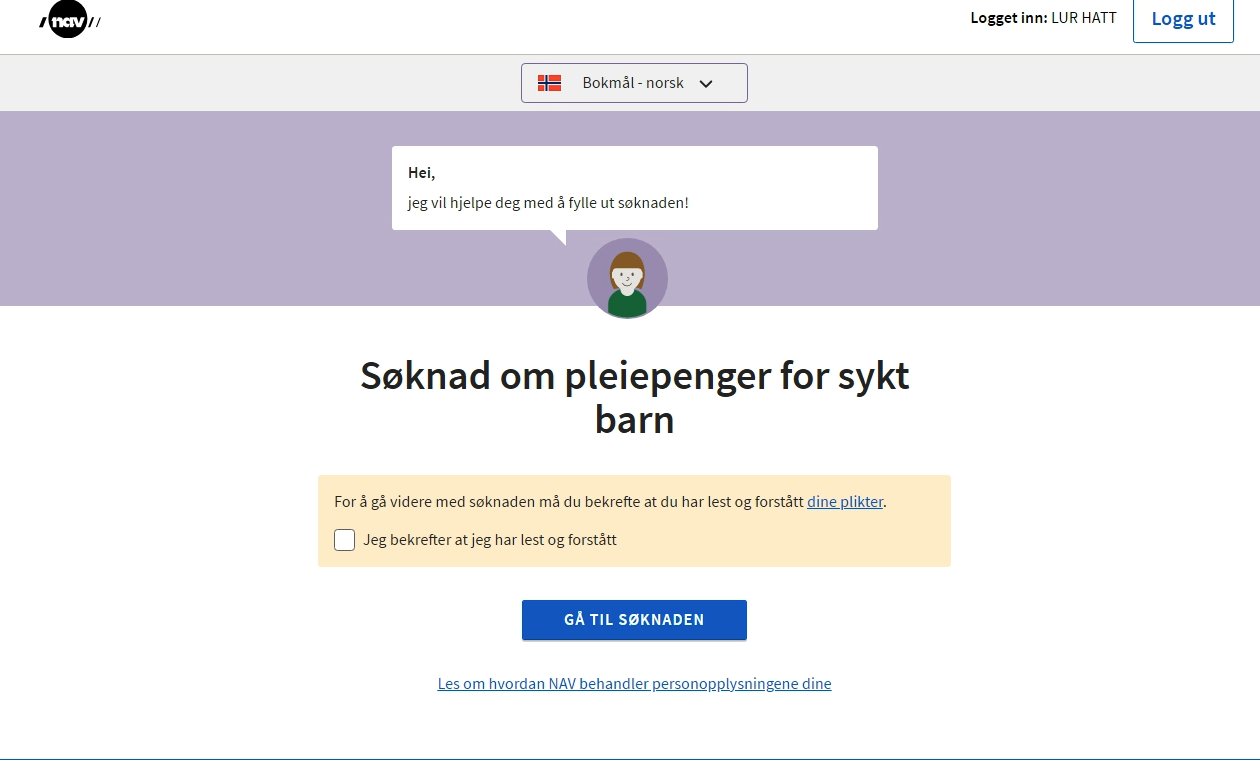 nav
Logget inn: LUR HATT
Logg ut
Bokmål - norsk
Hei,
jeg vil hjelpe deg med å fylle ut søknaden!
Søknad om pleiepenger for sykt
barn
For å gå videre med søknaden må du bekrefte at du har lest og forstått dine plikter.
Jeg bekrefter at jeg har lest og forstått
GÅ TIL SØKNADEN
Les om hvordan NAV behandler personopplysningene dine